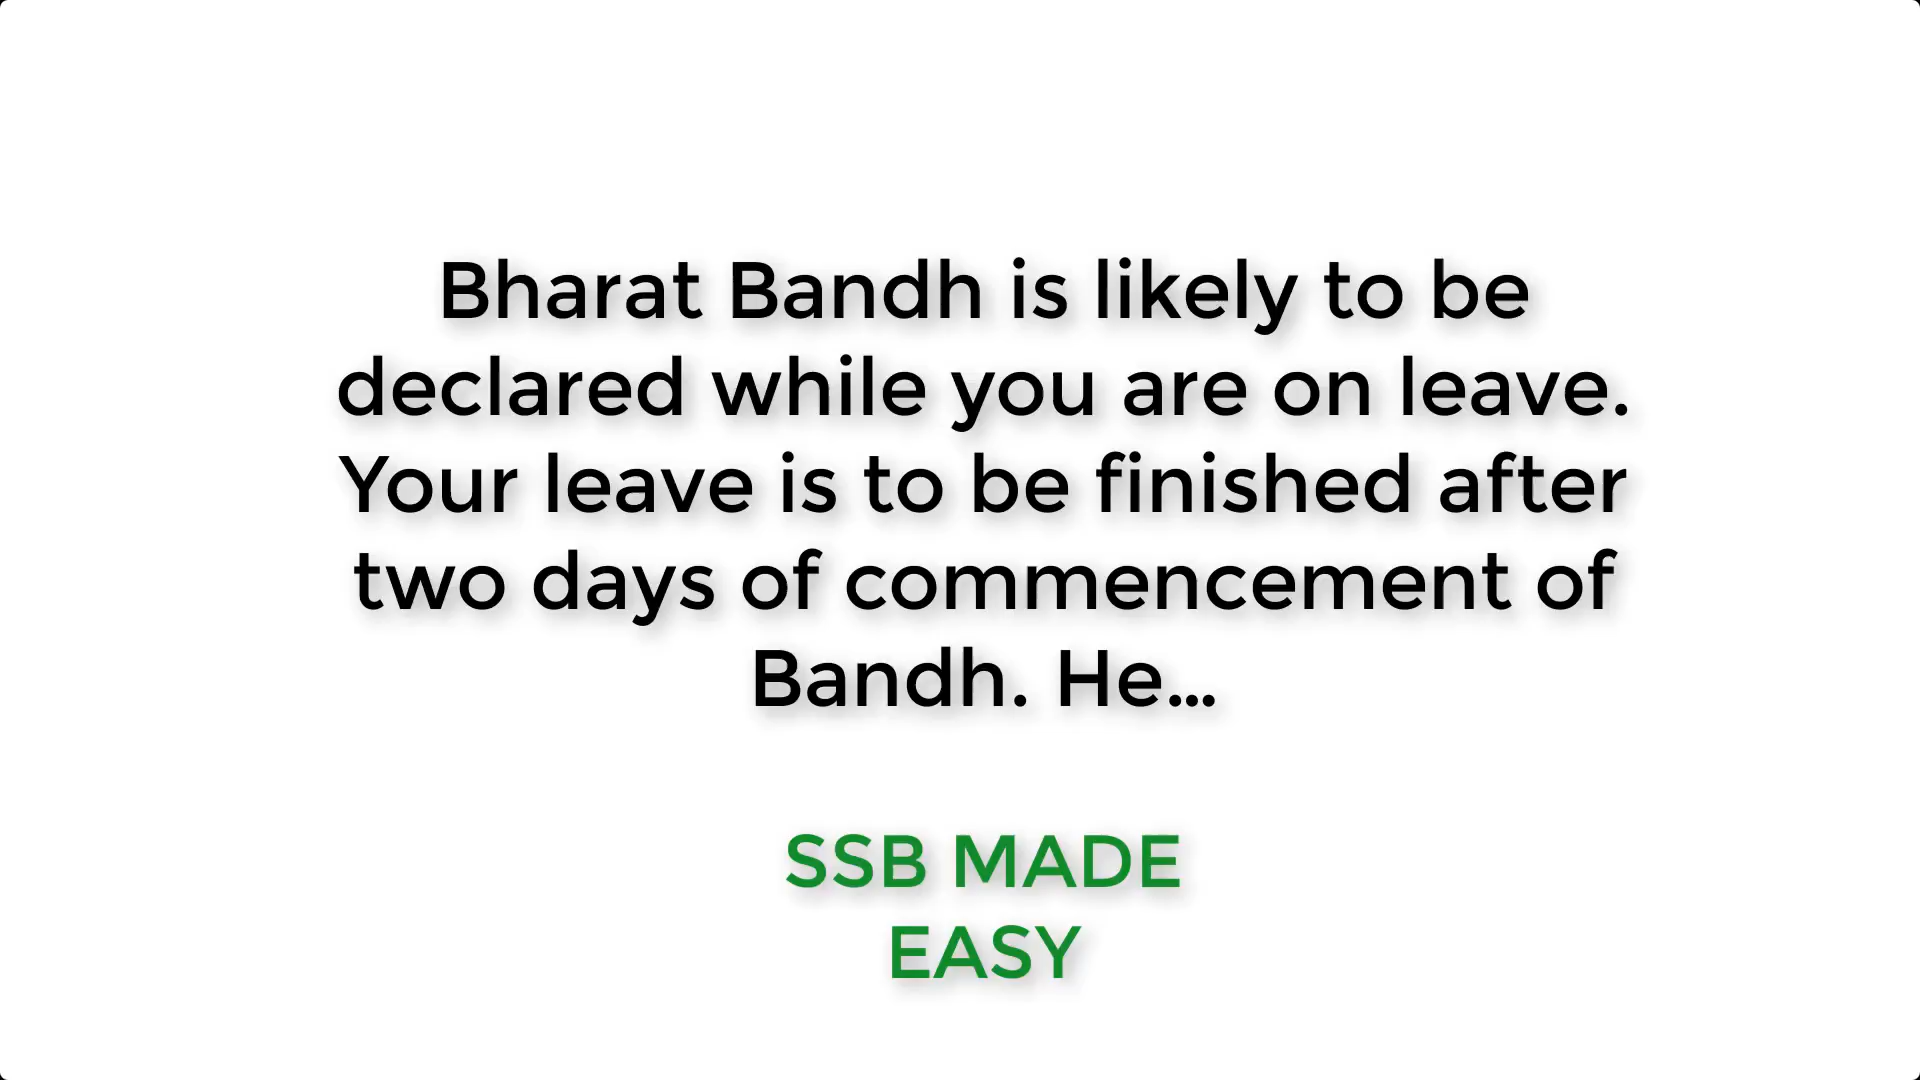 Bharat Bandh is likely to be
declared while you are on leave.
Your leave is to be finished after
two days of commencement of
Bandh. He...
SSB MADE
EASY